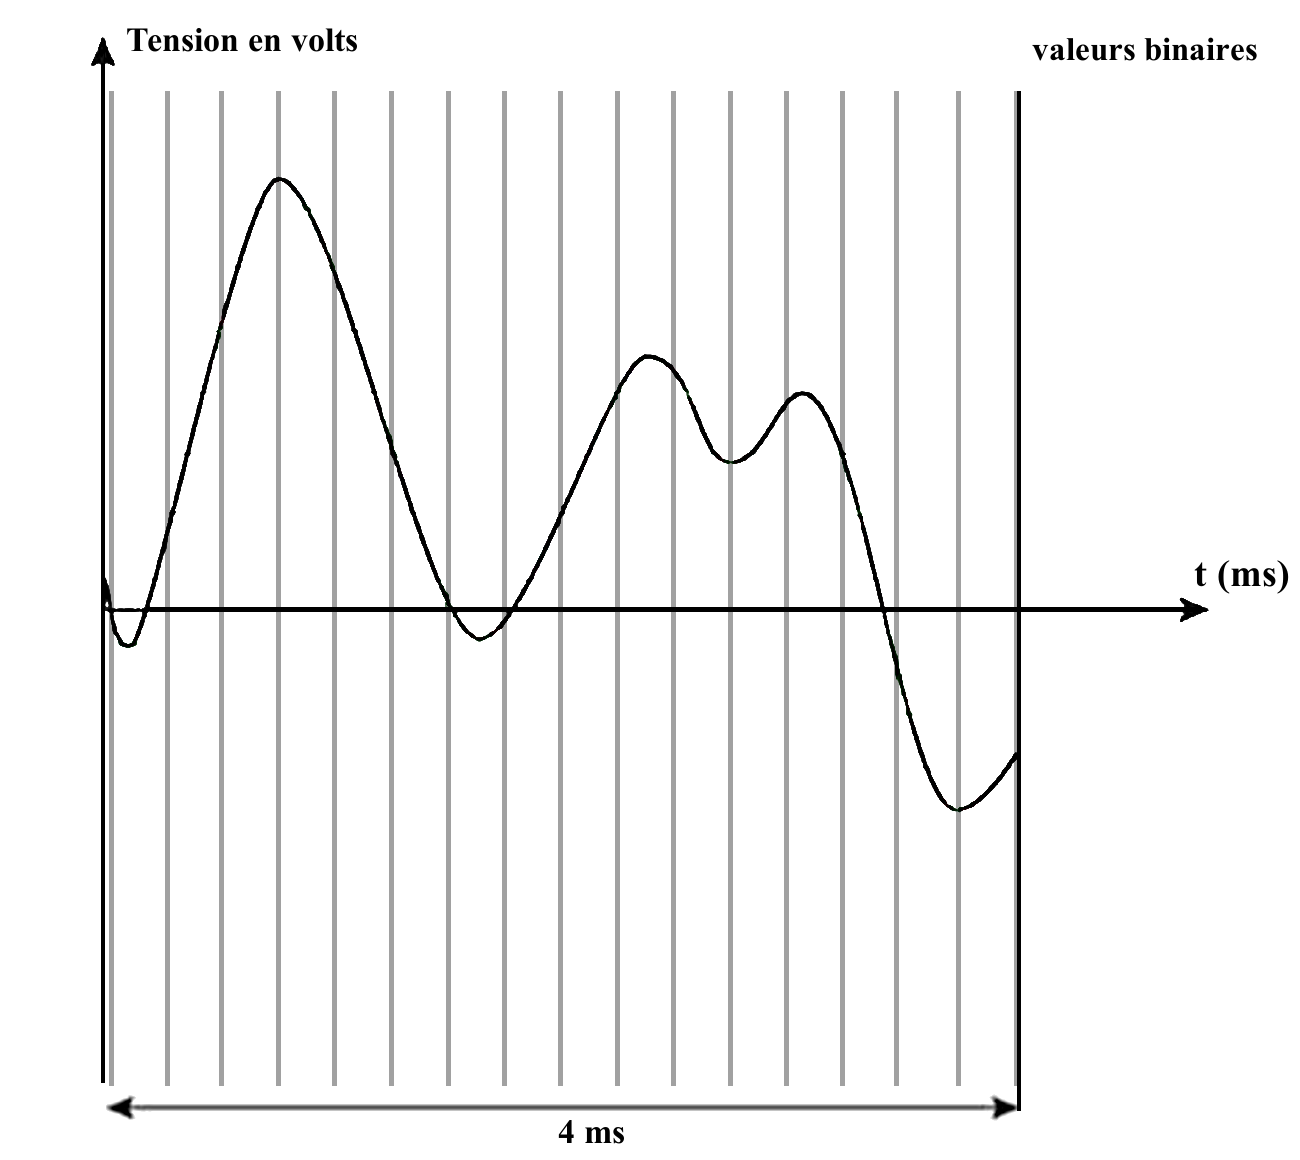 Tension en volts
valeurs binaires
t (ms)
4 ms